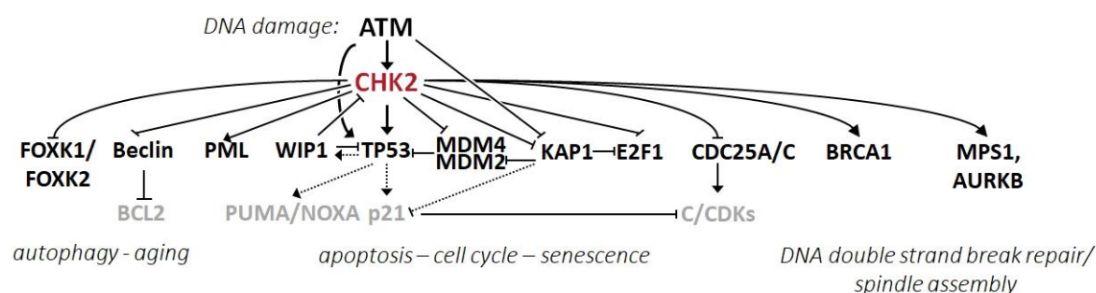 DNA damage: ATM
CHK2
FOXK1/ Beclin PML WIP1 TP53 MDM4 KAP1 E2F1 CDC25A/C BRCA1 MPS1,
FOXK2 MDM2 AURKB
BCL2 PUMA/NOXA p21 C/CDKs
autophagy - aging apoptosis – cell cycle – senescence DNA double strand break repair/
spindle assembly